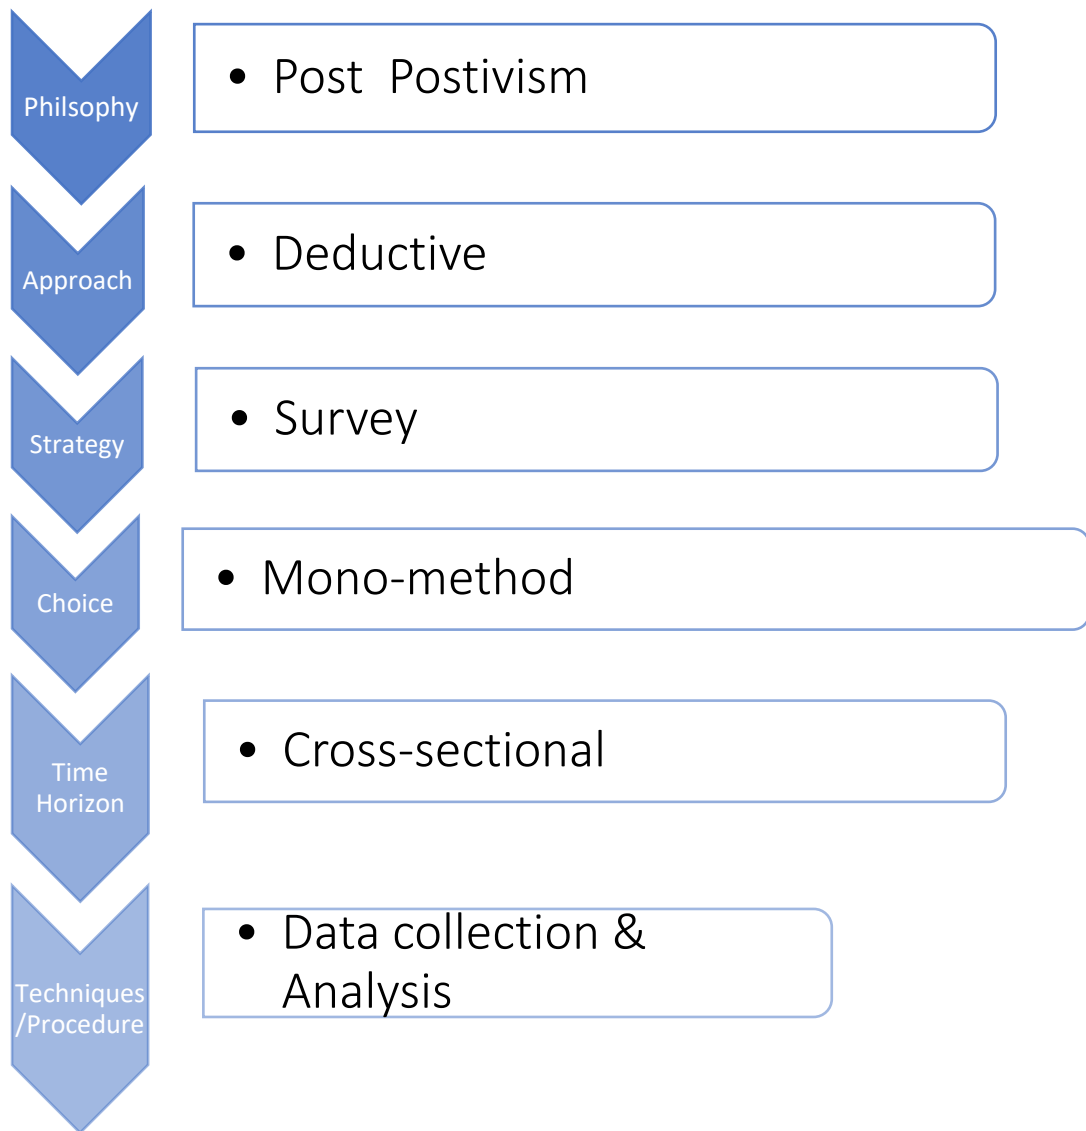 Philsophy
• Post  Postivism
Approach
• Deductive
Strategy
• Survey
Choice
• Mono-method
Time
Horizon
• Cross-sectional
Techniques
/Procedure
• Data collection &
Analysis